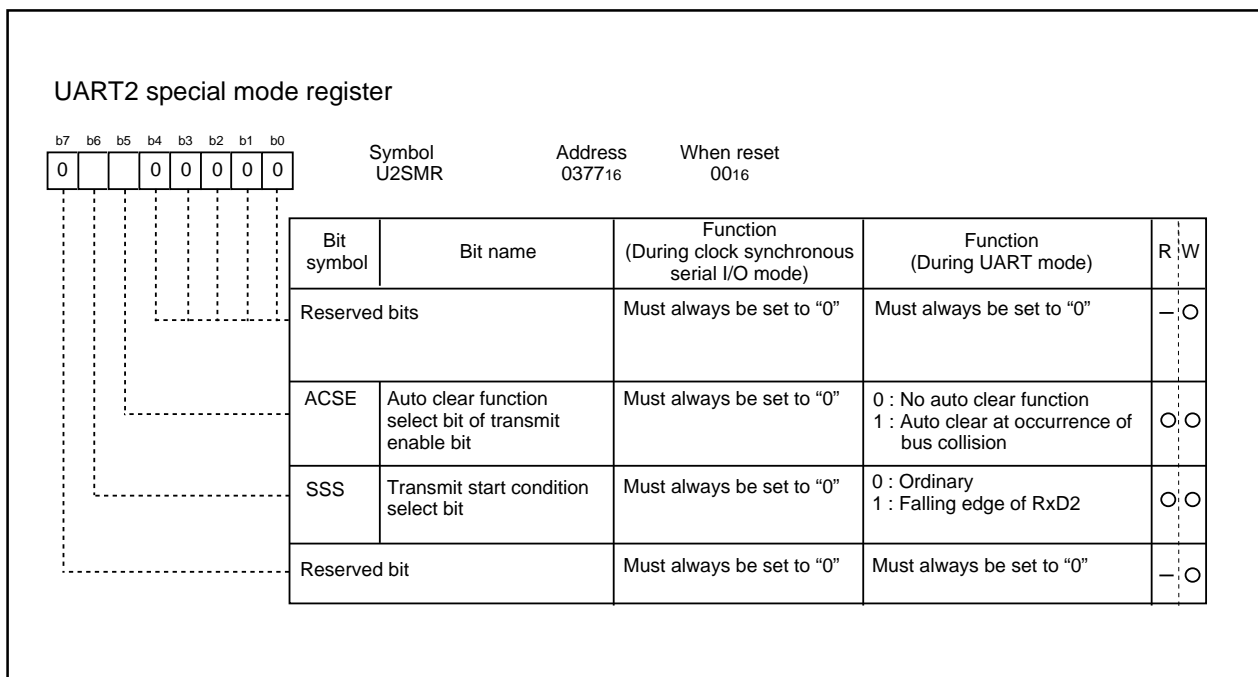 UART2 special mode register
b7 b6 b5 b4 b3 b2 b1 b0
0 0 0 0 0 0
Symbol Address When reset
U2SMR 037716 0016
Bit symbol
Bit name
Function
(During clock synchronous
serial I/O mode)
Function
(During UART mode)
R W
Reserved bits
Must always be set to “0”
Must always be set to “0”
–
ACSE
Auto clear function
select bit of transmit
enable bit
Must always be set to “0”
0 : No auto clear function
1 : Auto clear at occurrence of
bus collision
SSS
Transmit start condition
select bit
Must always be set to “0”
0 : Ordinary
1 : Falling edge of RxD2
Reserved bit
Must always be set to “0”
Must always be set to “0”
–